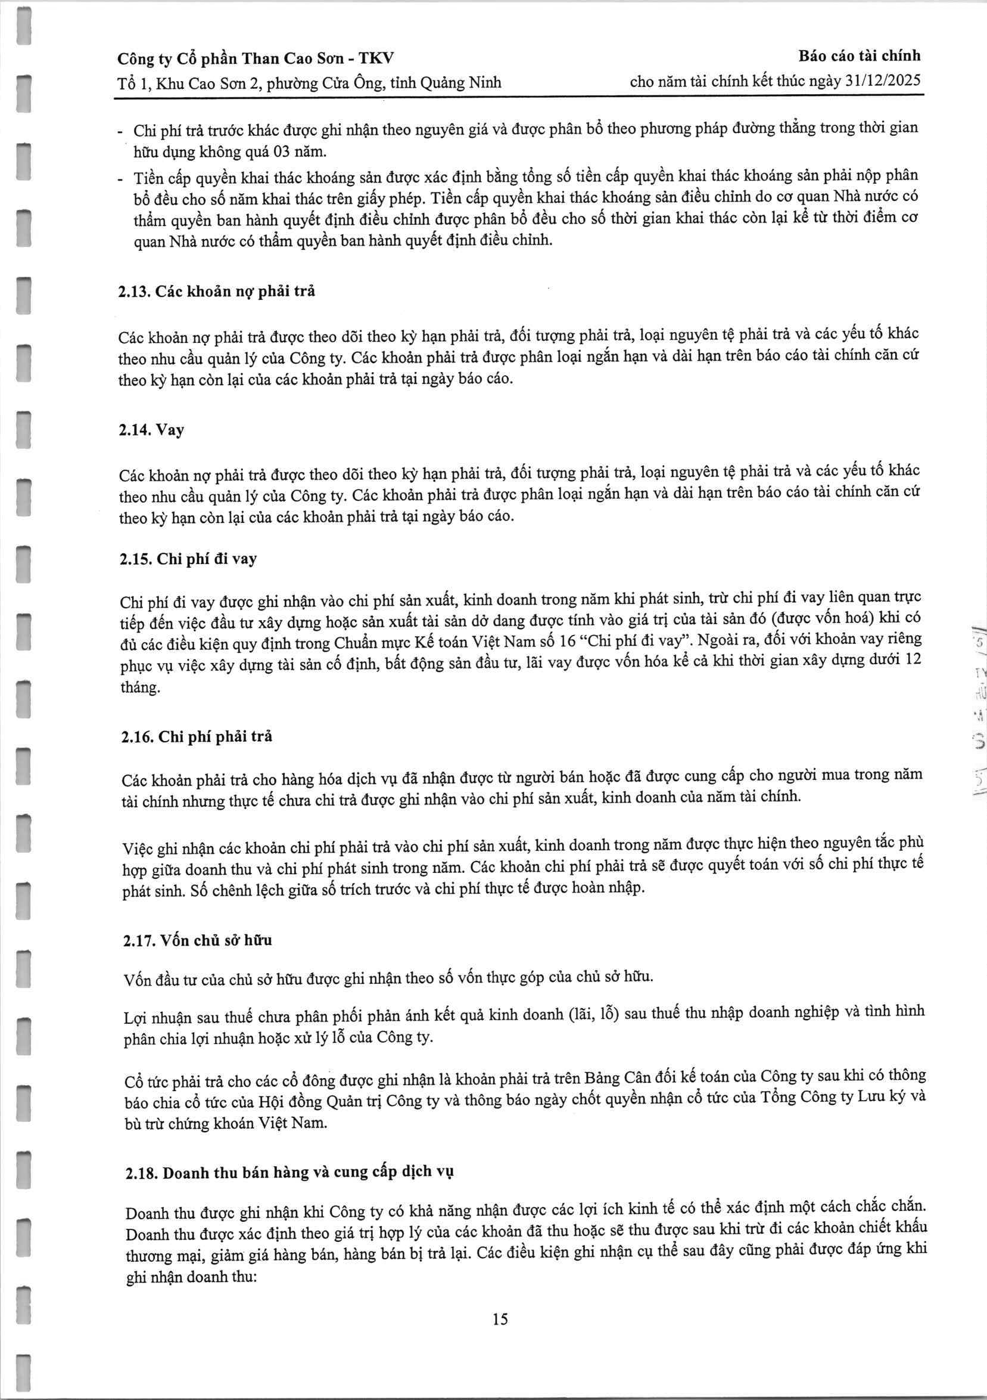 Công ty Cổ phần Than Cao Sơn - TKV
Báo cáo tài chính
Tổ 1, Khu Cao Sơn 2, phường Cửa Ông, tỉnh Quảng Ninh
cho năm tài chính kết thúc ngày 31/12/2025
- Chi phí trả trước khác được ghi nhận theo nguyên giá và được phân bổ theo phương pháp đường thẳng trong thời gian
hữu dụng không quá 03 năm.
- Tiền cấp quyền khai thác khoáng sản được xác định bằng tổng số tiền cấp quyền khai thác khoáng sản phải nộp phân
bổ đều cho số năm khai thác trên giấy phép. Tiền cấp quyền khai thác khoáng sản điều chỉnh do cơ quan Nhà nước có
thẩm quyền ban hành quyết định điều chỉnh được phân bổ đều cho số thời gian khai thác còn lại kể từ thời điểm cơ
quan Nhà nước có thẩm quyền ban hành quyết định điều chỉnh.
2.13. Các khoản nợ phải trả
Các khoản nợ phải trả được theo dõi theo kỳ hạn phải trả, đối tượng phải trả, loại nguyên tệ phải trả và các yếu tố khác
theo nhu cầu quản lý của Công ty. Các khoản phải trả được phân loại ngắn hạn và dài hạn trên báo cáo tài chính căn cứ
theo kỳ hạn còn lại của các khoản phải trả tại ngày báo cáo.
2.14. Vay
Các khoản nợ phải trả được theo dõi theo kỳ hạn phải trả, đối tượng phải trả, loại nguyên tệ phải trả và các yếu tố khác
theo nhu cầu quản lý của Công ty. Các khoản phải trả được phân loại ngắn hạn và dài hạn trên báo cáo tài chính căn cứ
theo kỳ hạn còn lại của các khoản phải trả tại ngày báo cáo.
2.15. Chi phí đi vay
Chi phí đi vay được ghi nhận vào chi phí sản xuất, kinh doanh trong năm khi phát sinh, trừ chi phí đi vay liên quan trực
tiếp đến việc đầu tư xây dựng hoặc sản xuất tài sản dở dang được tính vào giá trị của tài sản đó (được vốn hoá) khi có
đủ các điều kiện quy định trong Chuẩn mực Kế toán Việt Nam số 16 “Chi phí đi vay”. Ngoài ra, đối với khoản vay riêng
phục vụ việc xây dựng tài sản cố định, bất động sản đầu tư, lãi vay được vốn hóa kể cả khi thời gian xây dựng dưới 12
tháng.
2.16. Chi phí phải trả
Các khoản phải trả cho hàng hóa dịch vụ đã nhận được từ người bán hoặc đã được cung cấp cho người mua trong năm
tài chính nhưng thực tế chưa chi trả được ghi nhận vào chi phí sản xuất, kinh doanh của năm tài chính.
Việc ghi nhận các khoản chi phí phải trả vào chi phí sản xuất, kinh doanh trong năm được thực hiện theo nguyên tắc phù
hợp giữa doanh thu và chi phí phát sinh trong năm. Các khoản chi phí phải trả sẽ được quyết toán với số chi phí thực tế
phát sinh. Số chênh lệch giữa số trích trước và chi phí thực tế được hoàn nhập.
2.17. Vốn chủ sở hữu
Vốn đầu tư của chủ sở hữu được ghi nhận theo số vốn thực góp của chủ sở hữu.
Lợi nhuận sau thuế chưa phân phối phản ánh kết quả kinh doanh (lãi, lỗ) sau thuế thu nhập doanh nghiệp và tình hình
phân chia lợi nhuận hoặc xử lý lỗ của Công ty.
Cổ tức phải trả cho các cổ đông được ghi nhận là khoản phải trả trên Bảng Cân đối kế toán của Công ty sau khi có thông
báo chia cổ tức của Hội đồng Quản trị Công ty và thông báo ngày chốt quyền nhận cổ tức của Tổng Công ty Lưu ký và
bù trừ chứng khoán Việt Nam.
2.18. Doanh thu bán hàng và cung cấp dịch vụ
Doanh thu được ghi nhận khi Công ty có khả năng nhận được các lợi ích kinh tế có thể xác định một cách chắc chắn.
Doanh thu được xác định theo giá trị hợp lý của các khoản đã thu hoặc sẽ thu được sau khi trừ đi các khoản chiết khấu
thương mại, giảm giá hàng bán, hàng bán bị trả lại. Các điều kiện ghi nhận cụ thể sau đây cũng phải được đáp ứng khi
ghi nhận doanh thu:
15